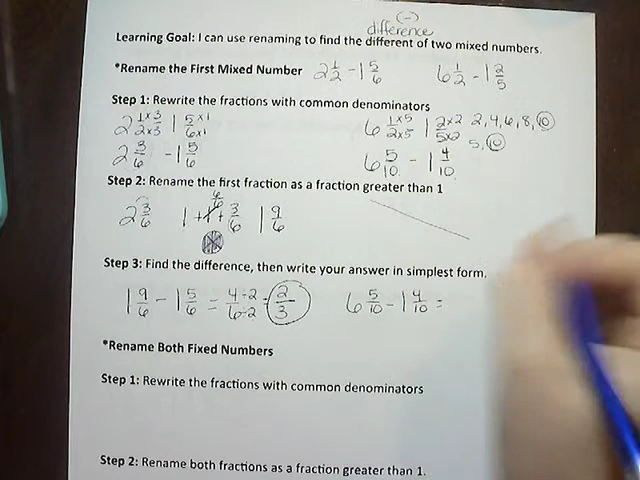 (-)
difference
Learning Goal: I can use renaming to find the different of two mixed numbers.
*Rename the First Mixed Number 2 1/2 - 1 5/6 6 1/2 - 1 2/5
Step 1: Rewrite the fractions with common denominators
2 1×3/2×3 1 5×1/6×1 6 1×5/2×5 1 2×2/5×2 2, 4, 6, 8, 10
5, 10
2 3/6 - 1 5/6 6 5/10 - 1 4/10
Step 2: Rename the first fraction as a fraction greater than 1
6/6
2 3/6 1 + 1 + 3/6 1 9/6
Step 3: Find the difference, then write your answer in simplest form.
1 9/6 - 1 5/6 = 4÷2/6÷2 = 2/3 6 5/10 - 1 4/10 =
*Rename Both Fixed Numbers
Step 1: Rewrite the fractions with common denominators
Step 2: Rename both fractions as a fraction greater than 1.